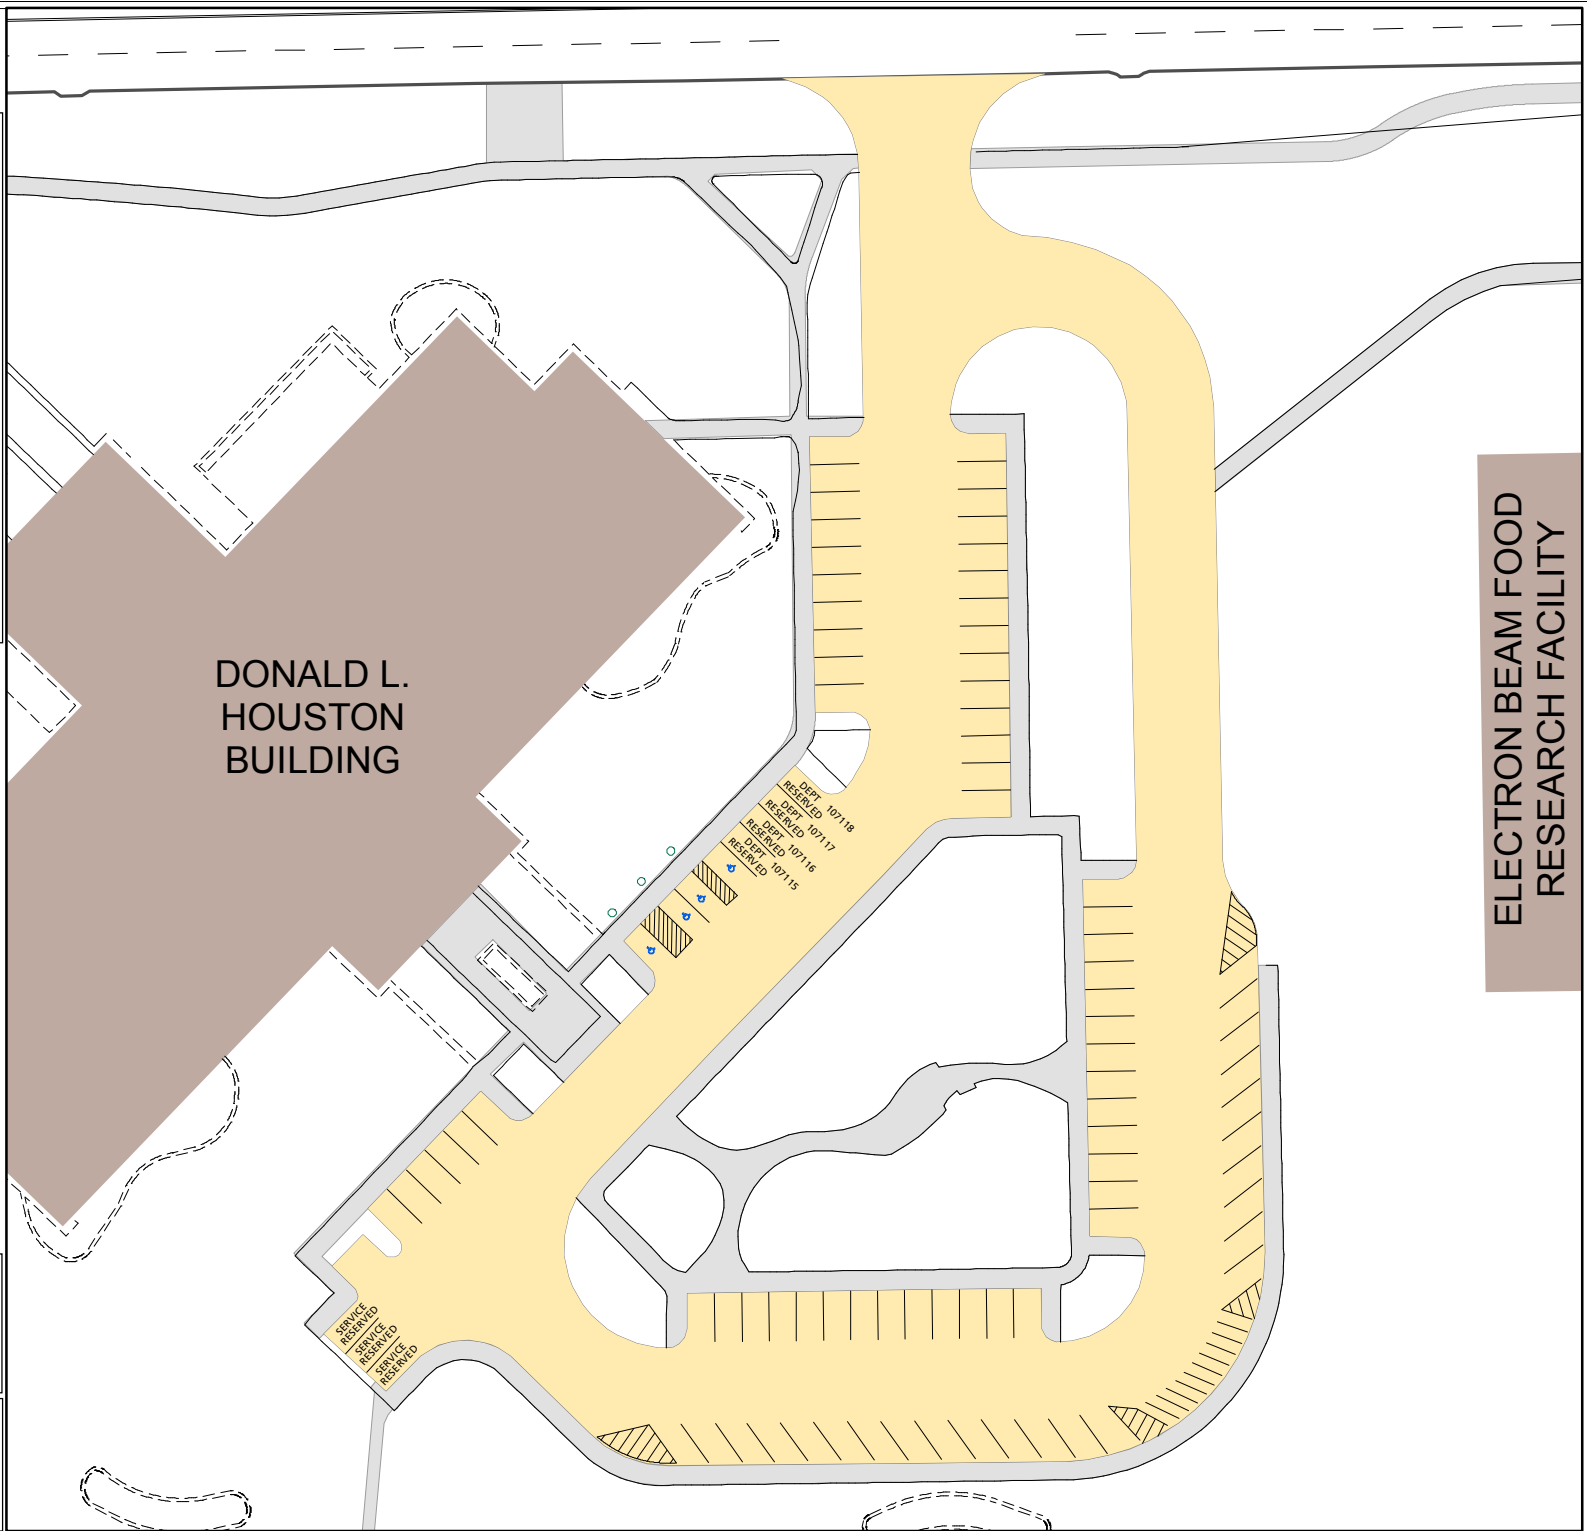 DONALD L.
HOUSTON
BUILDING
ELECTRON BEAM FOOD
RESEARCH FACILITY
DEPT 107118
RESERVED
DEPT 107117
RESERVED
DEPT 107116
RESERVED
DEPT 107115
RESERVED
SERVICE
RESERVED
SERVICE
RESERVED
SERVICE
RESERVED